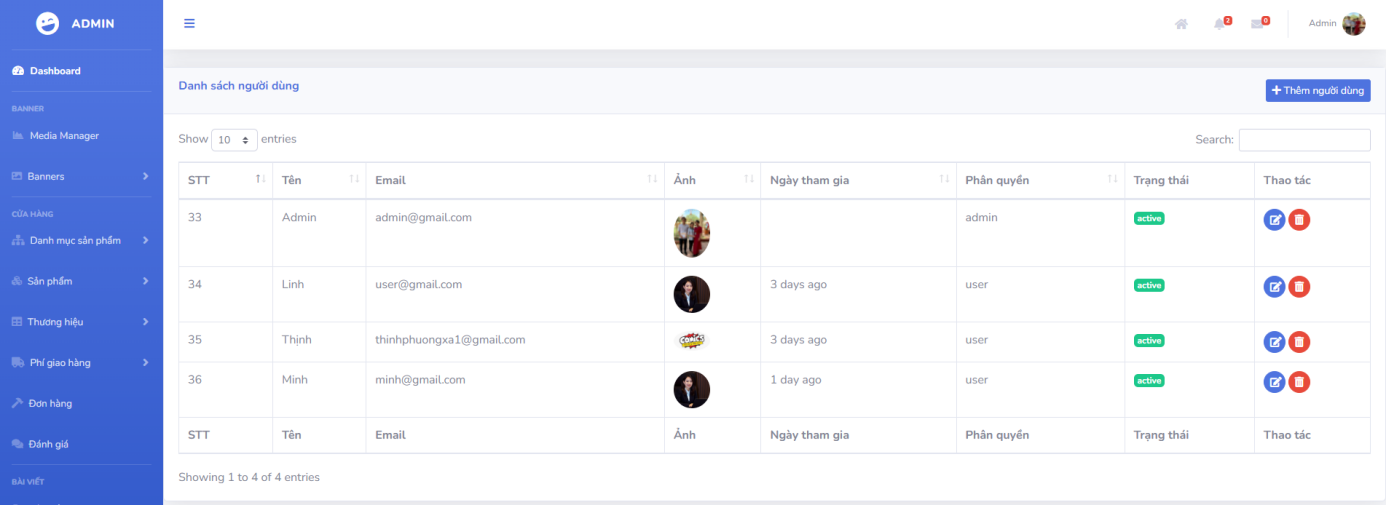 ADMIN
2
0
Admin
Dashboard
BANNER
Media Manager
Banners
CỬA HÀNG
Danh mục sản phẩm
Sản phẩm
Thương hiệu
Phí giao hàng
Đơn hàng
Đánh giá
BÀI VIẾT
Danh sách người dùng
Thêm người dùng
Show 10 entries
Search:
STT Tên Email Ảnh Ngày tham gia Phân quyền Trạng thái Thao tác
33 Admin admin@gmail.com admin active
34 Linh user@gmail.com 3 days ago user active
35 Thịnh thinhphuongxa1@gmail.com COMICS 3 days ago user active
36 Minh minh@gmail.com 1 day ago user active
STT Tên Email Ảnh Ngày tham gia Phân quyền Trạng thái Thao tác
Showing 1 to 4 of 4 entries